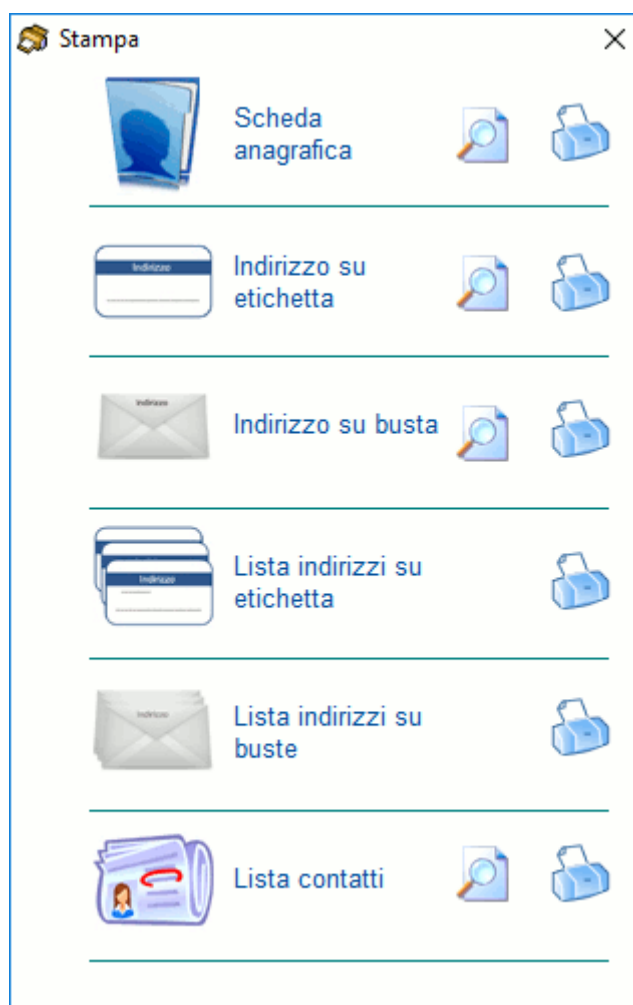 Stampa
Scheda
anagrafica
Indirizzo
Indirizzo su
etichetta
Indirizzo
Indirizzo su busta
Indirizzo
Lista indirizzi su
etichetta
Indirizzo
Lista indirizzi su
buste
Lista contatti